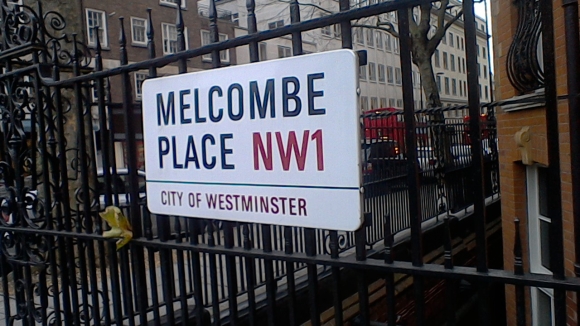 MELCOMBE
PLACE NW1
CITY OF WESTMINSTER